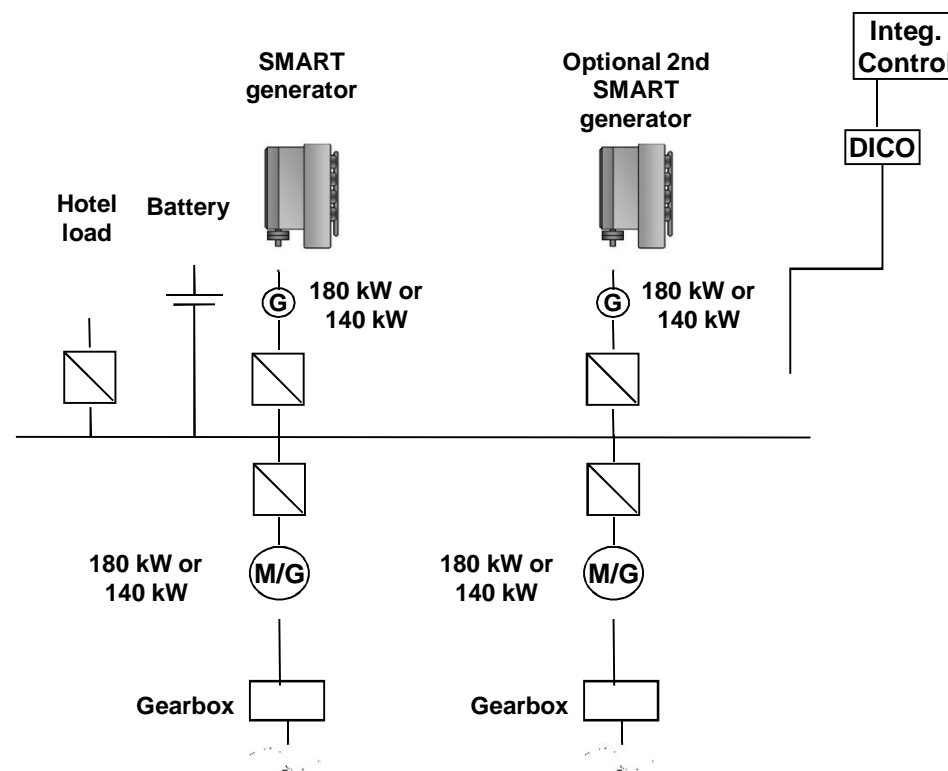 Integ.
Control
SMART
generator
Optional 2nd
SMART
generator
DICO
Hotel
load
Battery
G
180 kW or
140 kW
G
180 kW or
140 kW
180 kW or
140 kW
M/G
180 kW or
140 kW
M/G
Gearbox
Gearbox